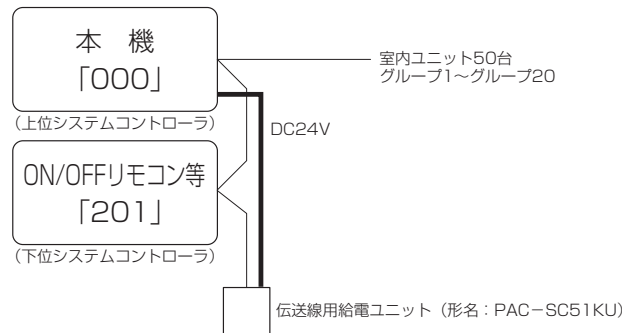 本　機
「000」
(上位システムコントローラ)
室内ユニット50台
グループ1～グループ20
DC24V
ON/OFFリモコン等
「201」
(下位システムコントローラ)
伝送線用給電ユニット（形名：PAC－SC51KU）